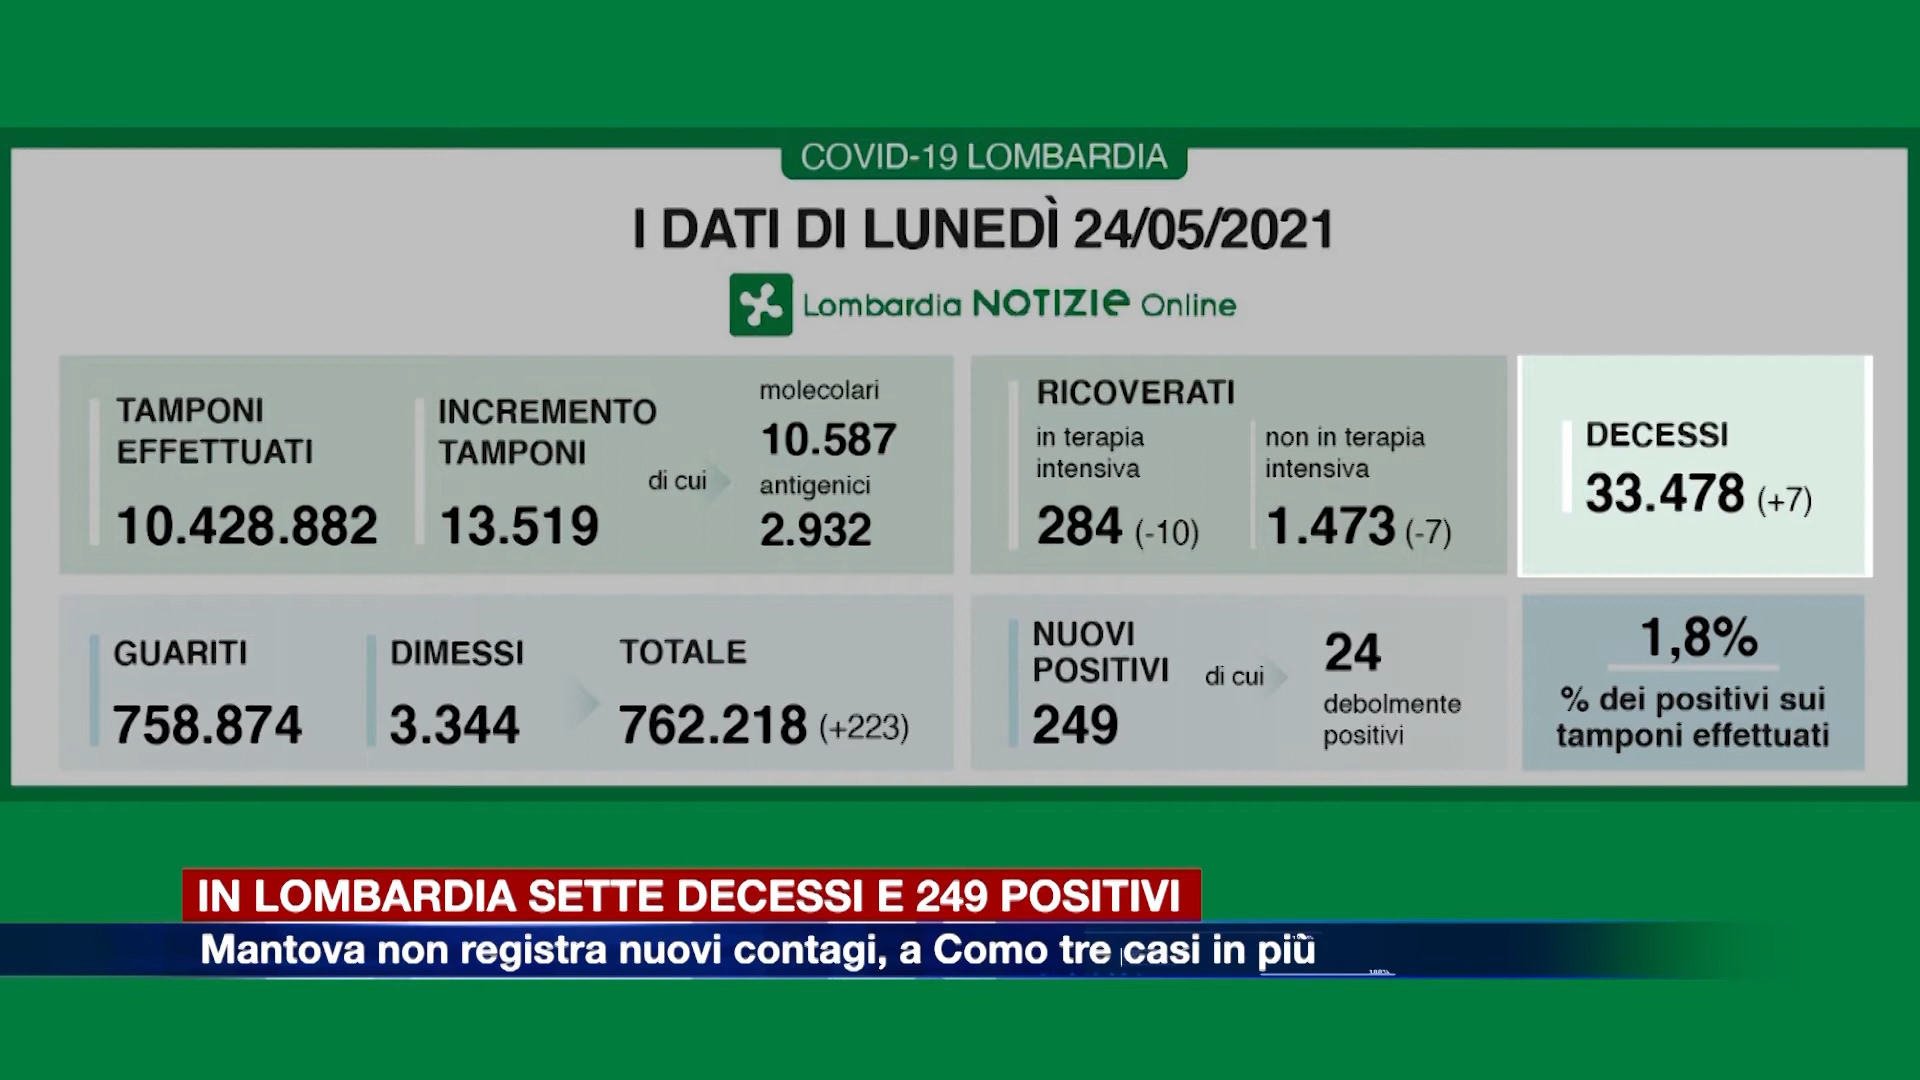 COVID-19 LOMBARDIA
I DATI DI LUNEDÌ 24/05/2021
Lombardia NOTIZIE Online
TAMPONI
EFFETTUATI
10.428.882
INCREMENTO
TAMPONI
13.519
di cui
molecolari
10.587
antigenici
2.932
RICOVERATI
in terapia
intensiva
284 (-10)
non in terapia
intensiva
1.473 (-7)
DECESSI
33.478 (+7)
GUARITI
758.874
DIMESSI
3.344
TOTALE
762.218 (+223)
NUOVI
POSITIVI
249
di cui
24
debolmente
positivi
1,8%
% dei positivi sui
tamponi effettuati
IN LOMBARDIA SETTE DECESSI E 249 POSITIVI
Mantova non registra nuovi contagi, a Como tre casi in più